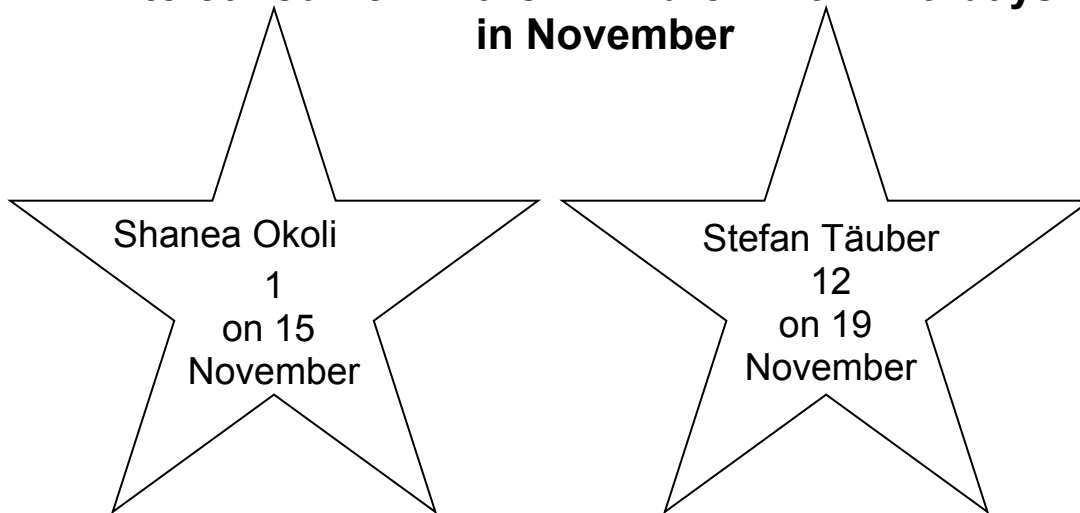 in November
Shanea Okoli
1
on 15
November
Stefan Täuber
12
on 19
November